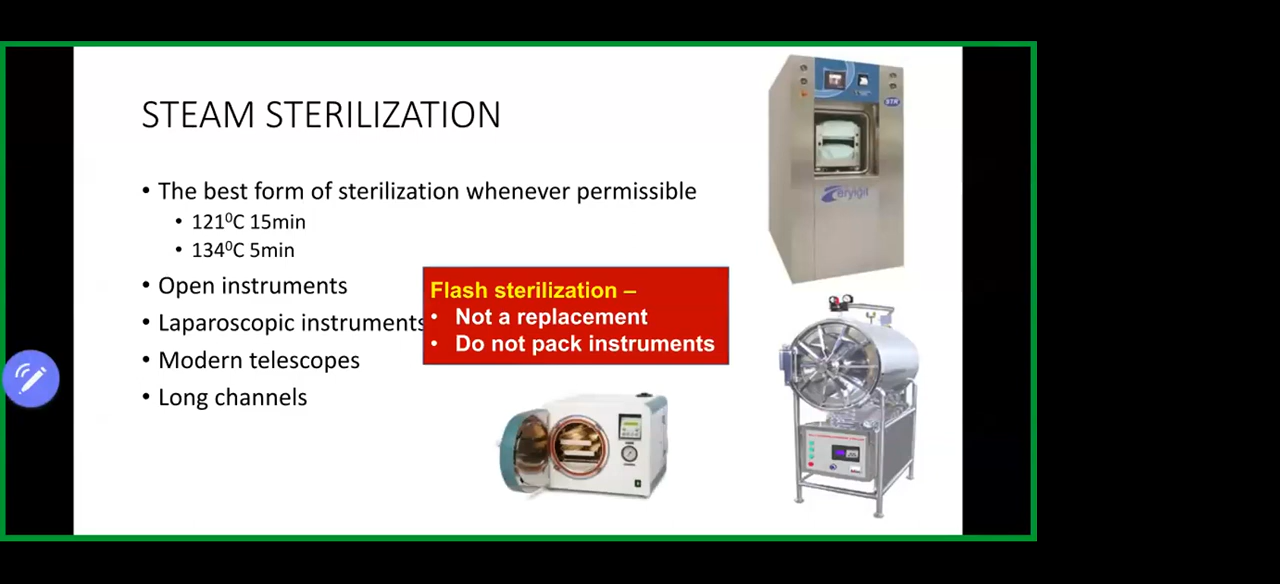 STEAM STERILIZATION
• The best form of sterilization whenever permissible
• 121⁰C 15min
• 134⁰C 5min
• Open instruments
• Laparoscopic instruments
• Modern telescopes
• Long channels
Flash sterilization –
• Not a replacement
• Do not pack instruments